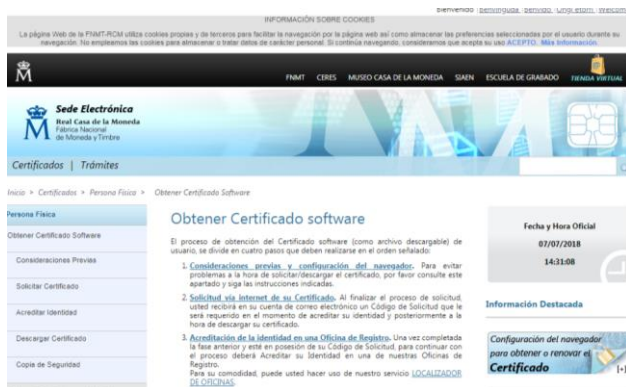 Bienvenido | Benvinguda | Benvido | Ongi etorri | Welcom
INFORMACIÓN SOBRE COOKIES
La página Web de la FNMT-RCM utiliza cookies propias y de terceros para facilitar la navegación por la página web así como almacenar las preferencias seleccionadas por el usuario durante su
navegación. No empleamos las cookies para almacenar o tratar datos de carácter personal. Si continúa navegando, consideramos que acepta su uso ACEPTO. Más Información
FNMT CERES MUSEO CASA DE LA MONEDA SIAEN ESCUELA DE GRABADO TIENDA VIRTUAL
Sede Electrónica
Real Casa de la Moneda
Fábrica Nacional
de Moneda y Timbre
Certificados | Trámites
Inicio > Certificados > Persona Física > Obtener Certificado Software
Persona Física
Obtener Certificado Software
Consideraciones Previas
Solicitar Certificado
Acreditar Identidad
Descargar Certificado
Copia de Seguridad
Obtener Certificado software
El proceso de obtención del Certificado software (como archivo descargable) de
usuario, se divide en cuatro pasos que deben realizarse en el orden señalado:
1. Consideraciones previas y configuración del navegador. Para evitar
problemas a la hora de solicitar/descargar el certificado, por favor consulte este
apartado y siga las instrucciones indicadas.
2. Solicitud vía internet de su Certificado. Al finalizar el proceso de solicitud,
usted recibirá en su cuenta de correo electrónico un Código de Solicitud que le
será requerido en el momento de acreditar su identidad y posteriormente a la
hora de descargar su certificado.
3. Acreditación de la identidad en una Oficina de Registro. Una vez completada
la fase anterior y esté en posesión de su Código de Solicitud, para continuar con
el proceso deberá Acreditar su Identidad en una de nuestras Oficinas de
Registro.
Para su comodidad, puede usted hacer uso de nuestro servicio LOCALIZADOR
DE OFICINAS.
Fecha y Hora Oficial
07/07/2018
14:31:08
Información Destacada
Configuración del navegador
para obtener o renovar el
Certificado [+]